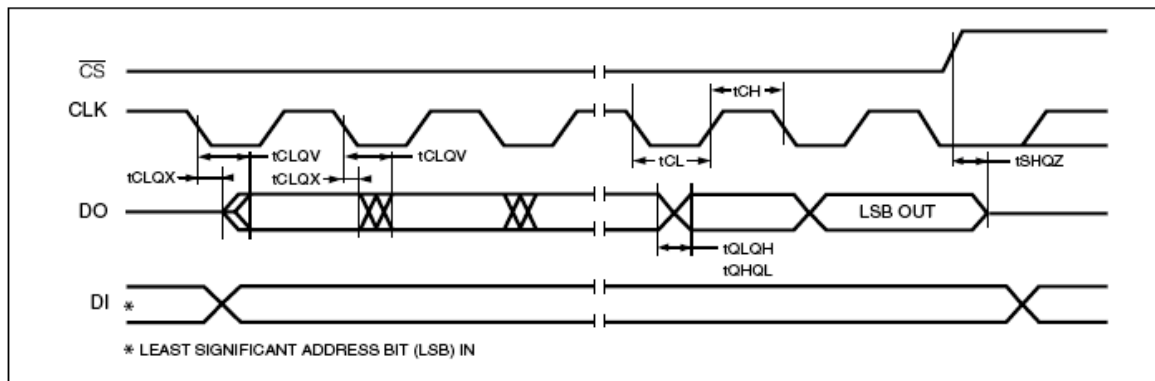 CS
CLK
tCH
tCLQV
tCLQV
tCL
tSHQZ
tCLQX
tCLQX
DO
LSB OUT
tQLQH
tQHQL
DI *
* LEAST SIGNIFICANT ADDRESS BIT (LSB) IN